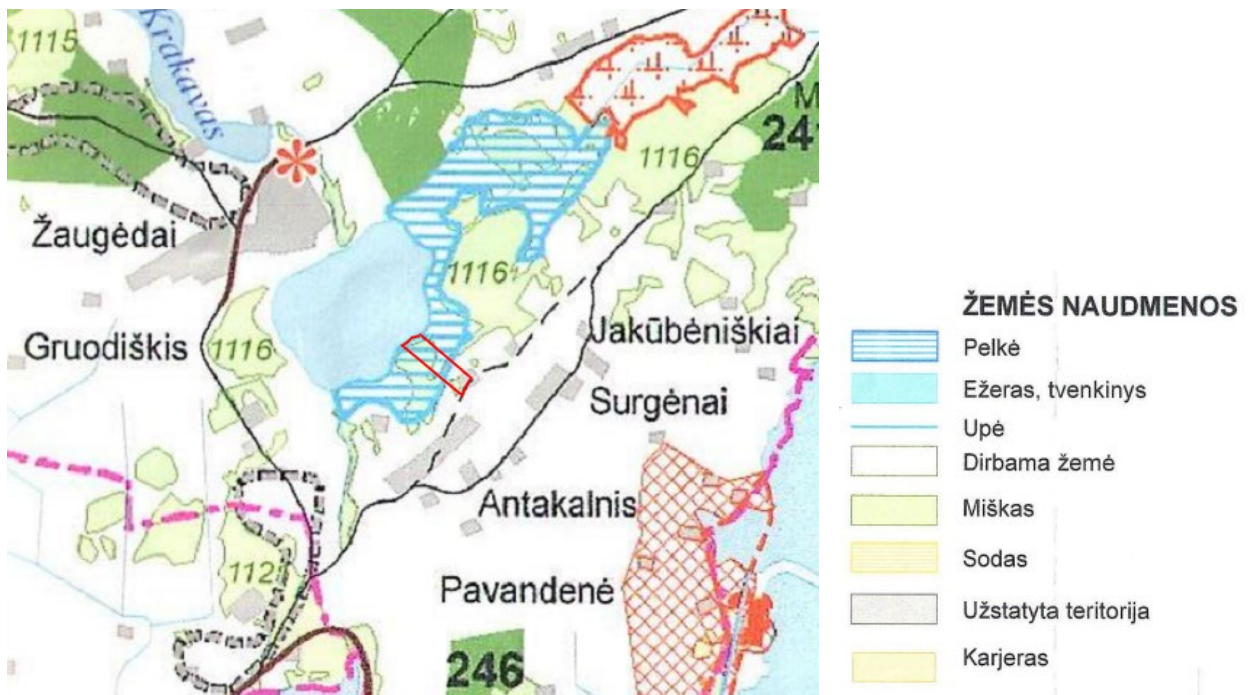 1115
Krakavas
M
241
1116
Žaugėdai
1116
Gruodiškis
1116
Jakūbėniškiai
Surgėnai
Antakalnis
112
Pavandenė
246
ŽEMĖS NAUDMENOS
Pelkė
Ežeras, tvenkinys
Upė
Dirbama žemė
Miškas
Sodas
Užstatyta teritorija
Karjeras